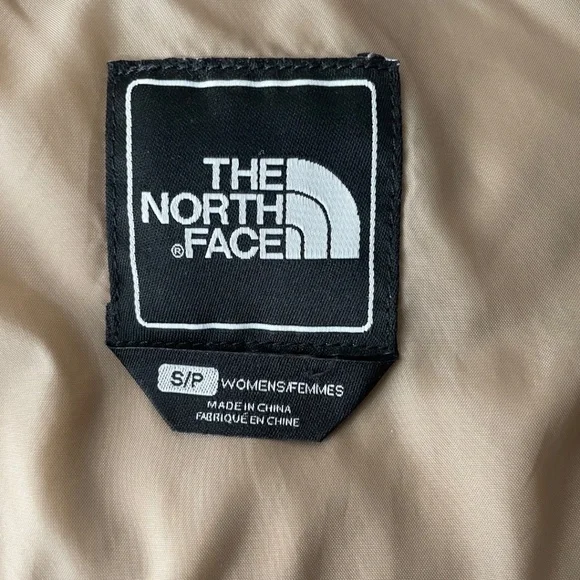 THE
NORTH
®FACE
S/P WOMENS/FEMMES
MADE IN CHINA
FABRIQUÉ EN CHINE